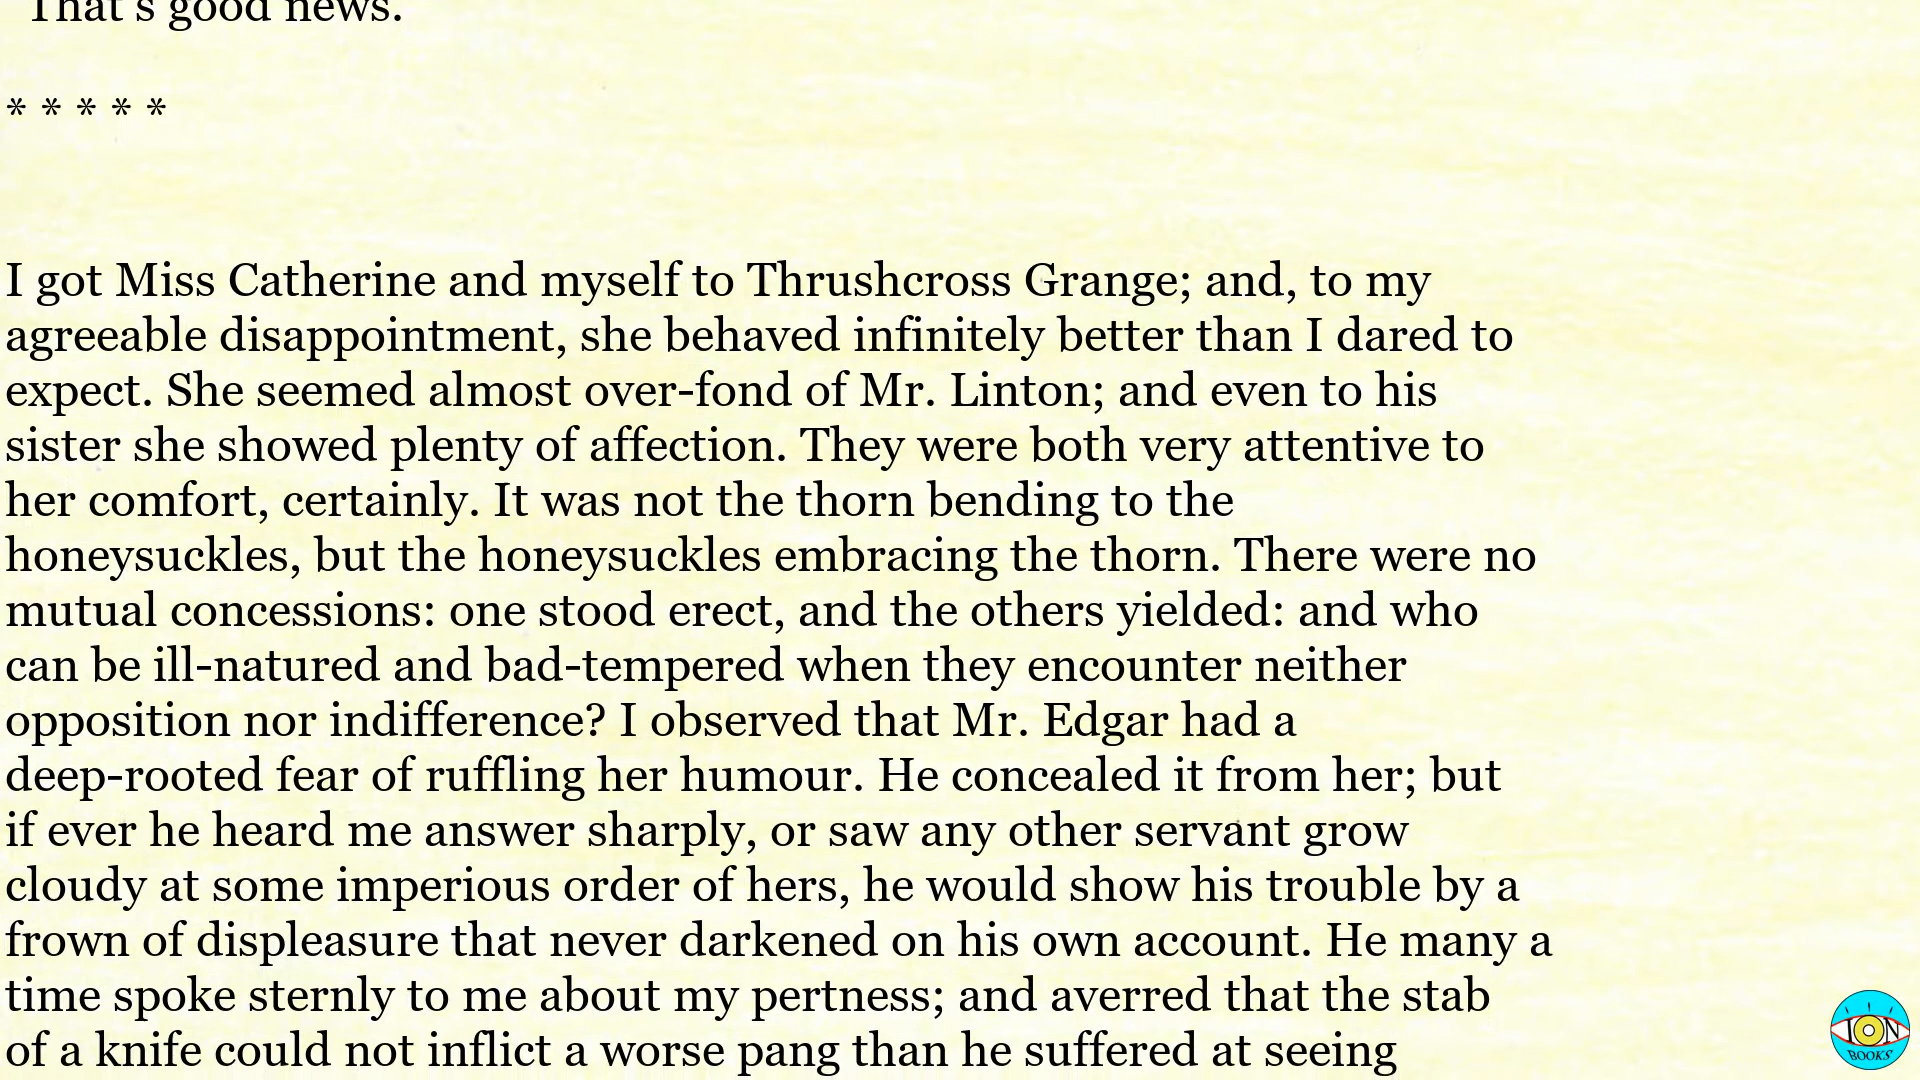 That's good news.
* * * * *
I got Miss Catherine and myself to Thrushcross Grange; and, to my
agreeable disappointment, she behaved infinitely better than I dared to
expect. She seemed almost over-fond of Mr. Linton; and even to his
sister she showed plenty of affection. They were both very attentive to
her comfort, certainly. It was not the thorn bending to the
honeysuckles, but the honeysuckles embracing the thorn. There were no
mutual concessions: one stood erect, and the others yielded: and who
can be ill-natured and bad-tempered when they encounter neither
opposition nor indifference? I observed that Mr. Edgar had a
deep-rooted fear of ruffling her humour. He concealed it from her; but
if ever he heard me answer sharply, or saw any other servant grow
cloudy at some imperious order of hers, he would show his trouble by a
frown of displeasure that never darkened on his own account. He many a
time spoke sternly to me about my pertness; and averred that the stab
of a knife could not inflict a worse pang than he suffered at seeing
ION
BOOKS